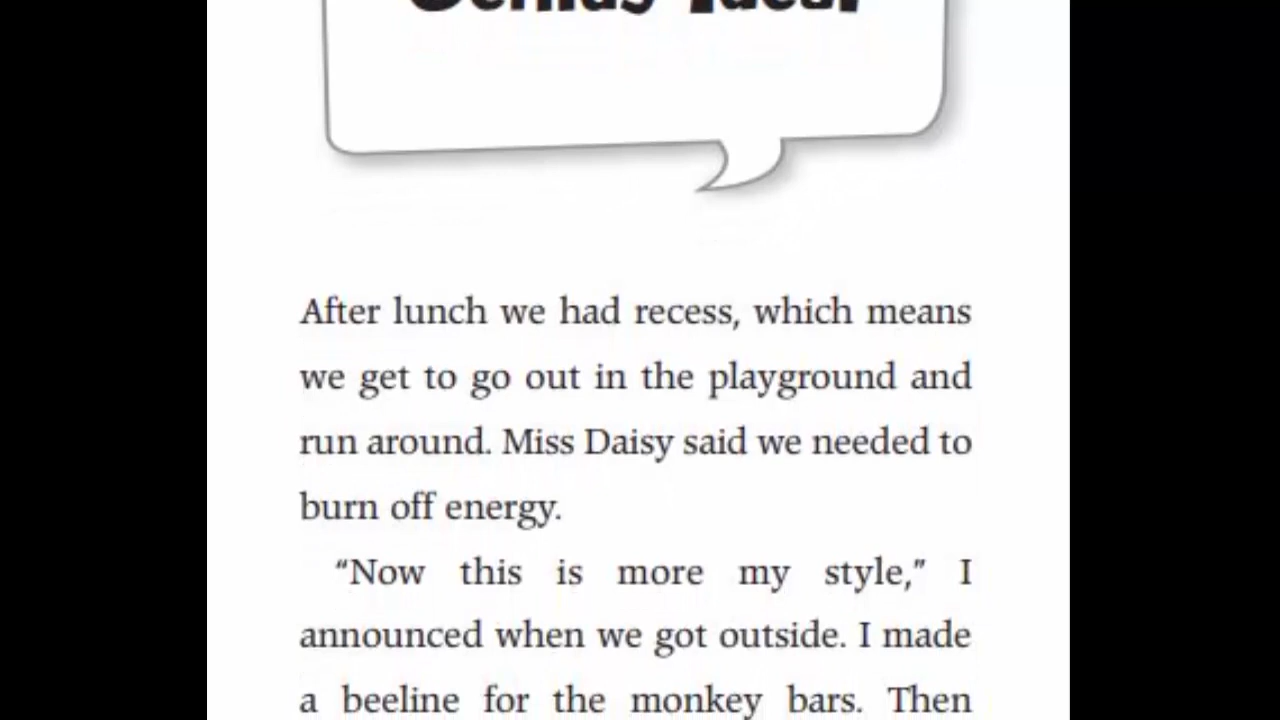 Genius Idea!
After lunch we had recess, which means
we get to go out in the playground and
run around. Miss Daisy said we needed to
burn off energy.
“Now this is more my style,” I
announced when we got outside. I made
a beeline for the monkey bars. Then